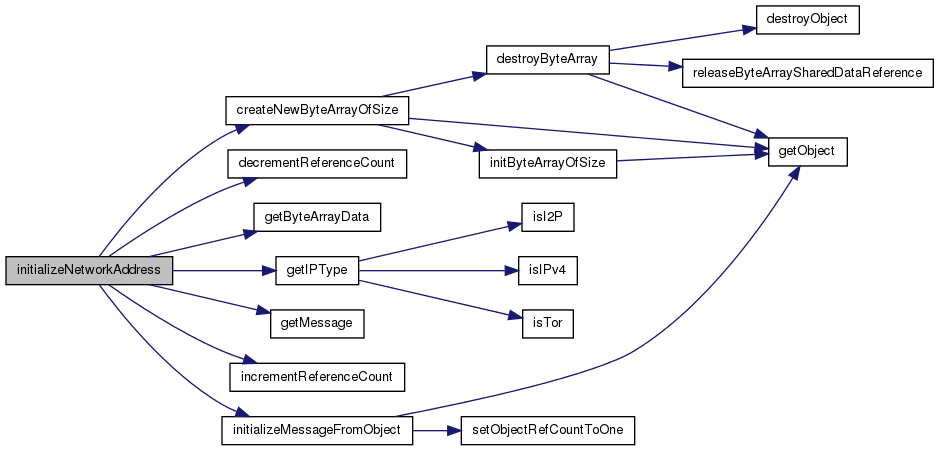 destroyObject
destroyByteArray
releaseByteArraySharedDataReference
createNewByteArrayOfSize
getObject
decrementReferenceCount
initByteArrayOfSize
getByteArrayData
isI2P
initializeNetworkAddress
getIPType
isIPv4
getMessage
isTor
incrementReferenceCount
initializeMessageFromObject
setObjectRefCountToOne